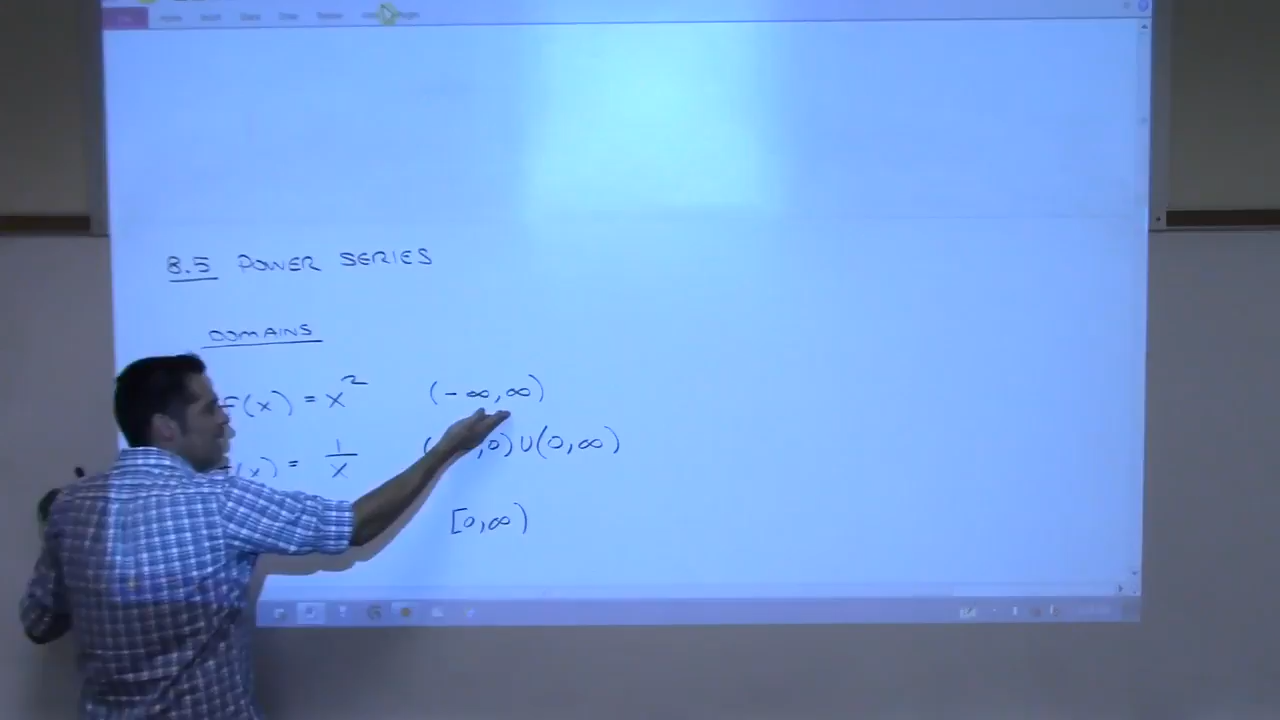 8.5 POWER SERIES
DOMAINS
F(x) = x² (-∞,∞)
(x) = 1/x ,0)∪(0,∞)
[0,∞)